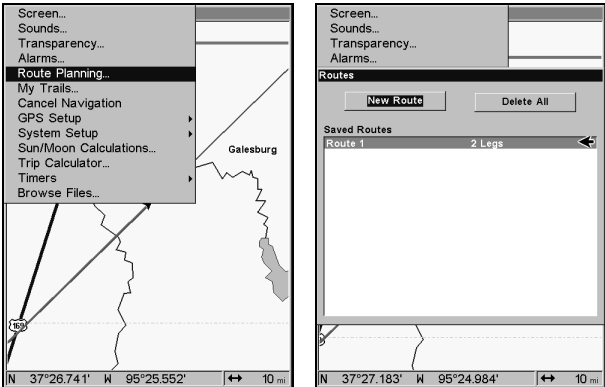 Screen...
Sounds...
Transparency...
Alarms...
Route Planning...
My Trails...
Cancel Navigation
GPS Setup
System Setup
Sun/Moon Calculations...
Trip Calculator...
Timers
Browse Files...
Galesburg
169
N 37°26.741' W 95°25.552' ↔ 10 mi
Screen...
Sounds...
Transparency...
Alarms...
Routes
New Route Delete All
Saved Routes
Route 1 2 Legs
N 37°27.183' W 95°24.984' ↔ 10 mi